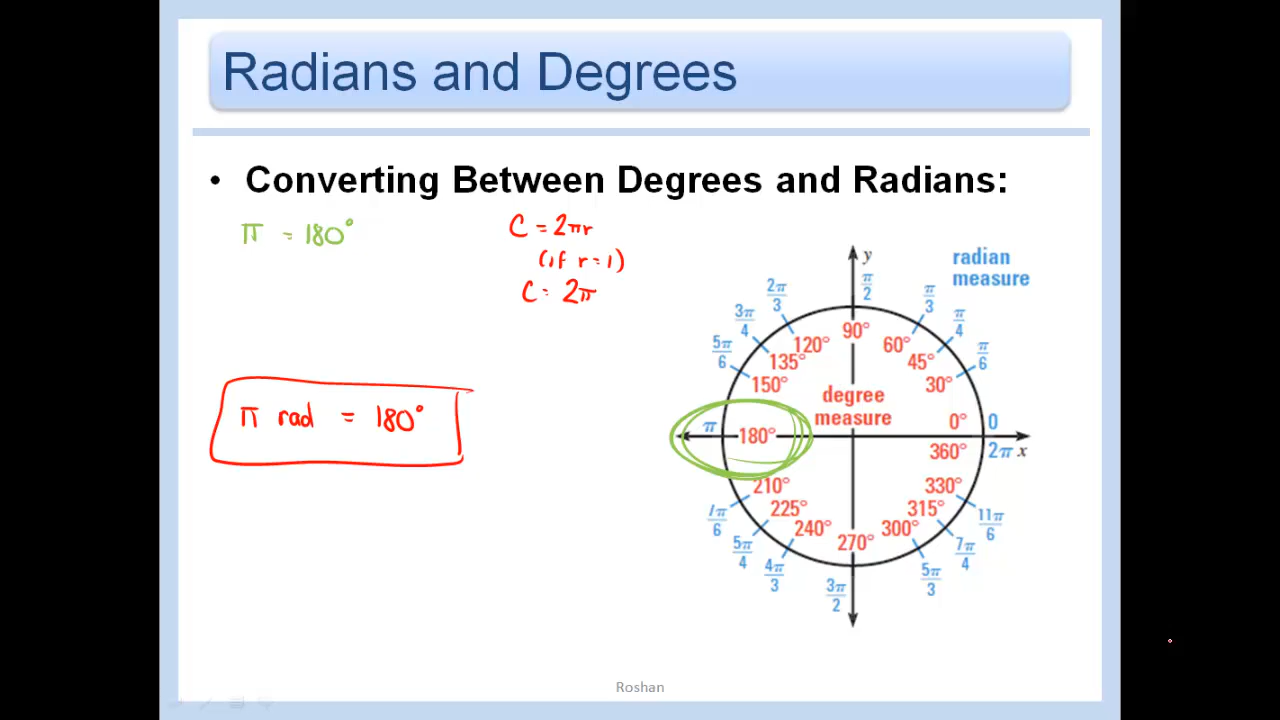 Radians and Degrees
• Converting Between Degrees and Radians:
π = 180°
C = 2πr
(if r = 1)
C = 2π
π rad = 180°
y
radian
measure
π/2
2π/3
π/3
3π/4
π/4
5π/6
π/6
90°
120°
60°
135°
45°
150°
30°
degree
measure
π
180°
0°
0
360°
2π
x
210°
330°
7π/6
225°
315°
11π/6
240°
300°
5π/4
270°
7π/4
4π/3
5π/3
3π/2
Roshan